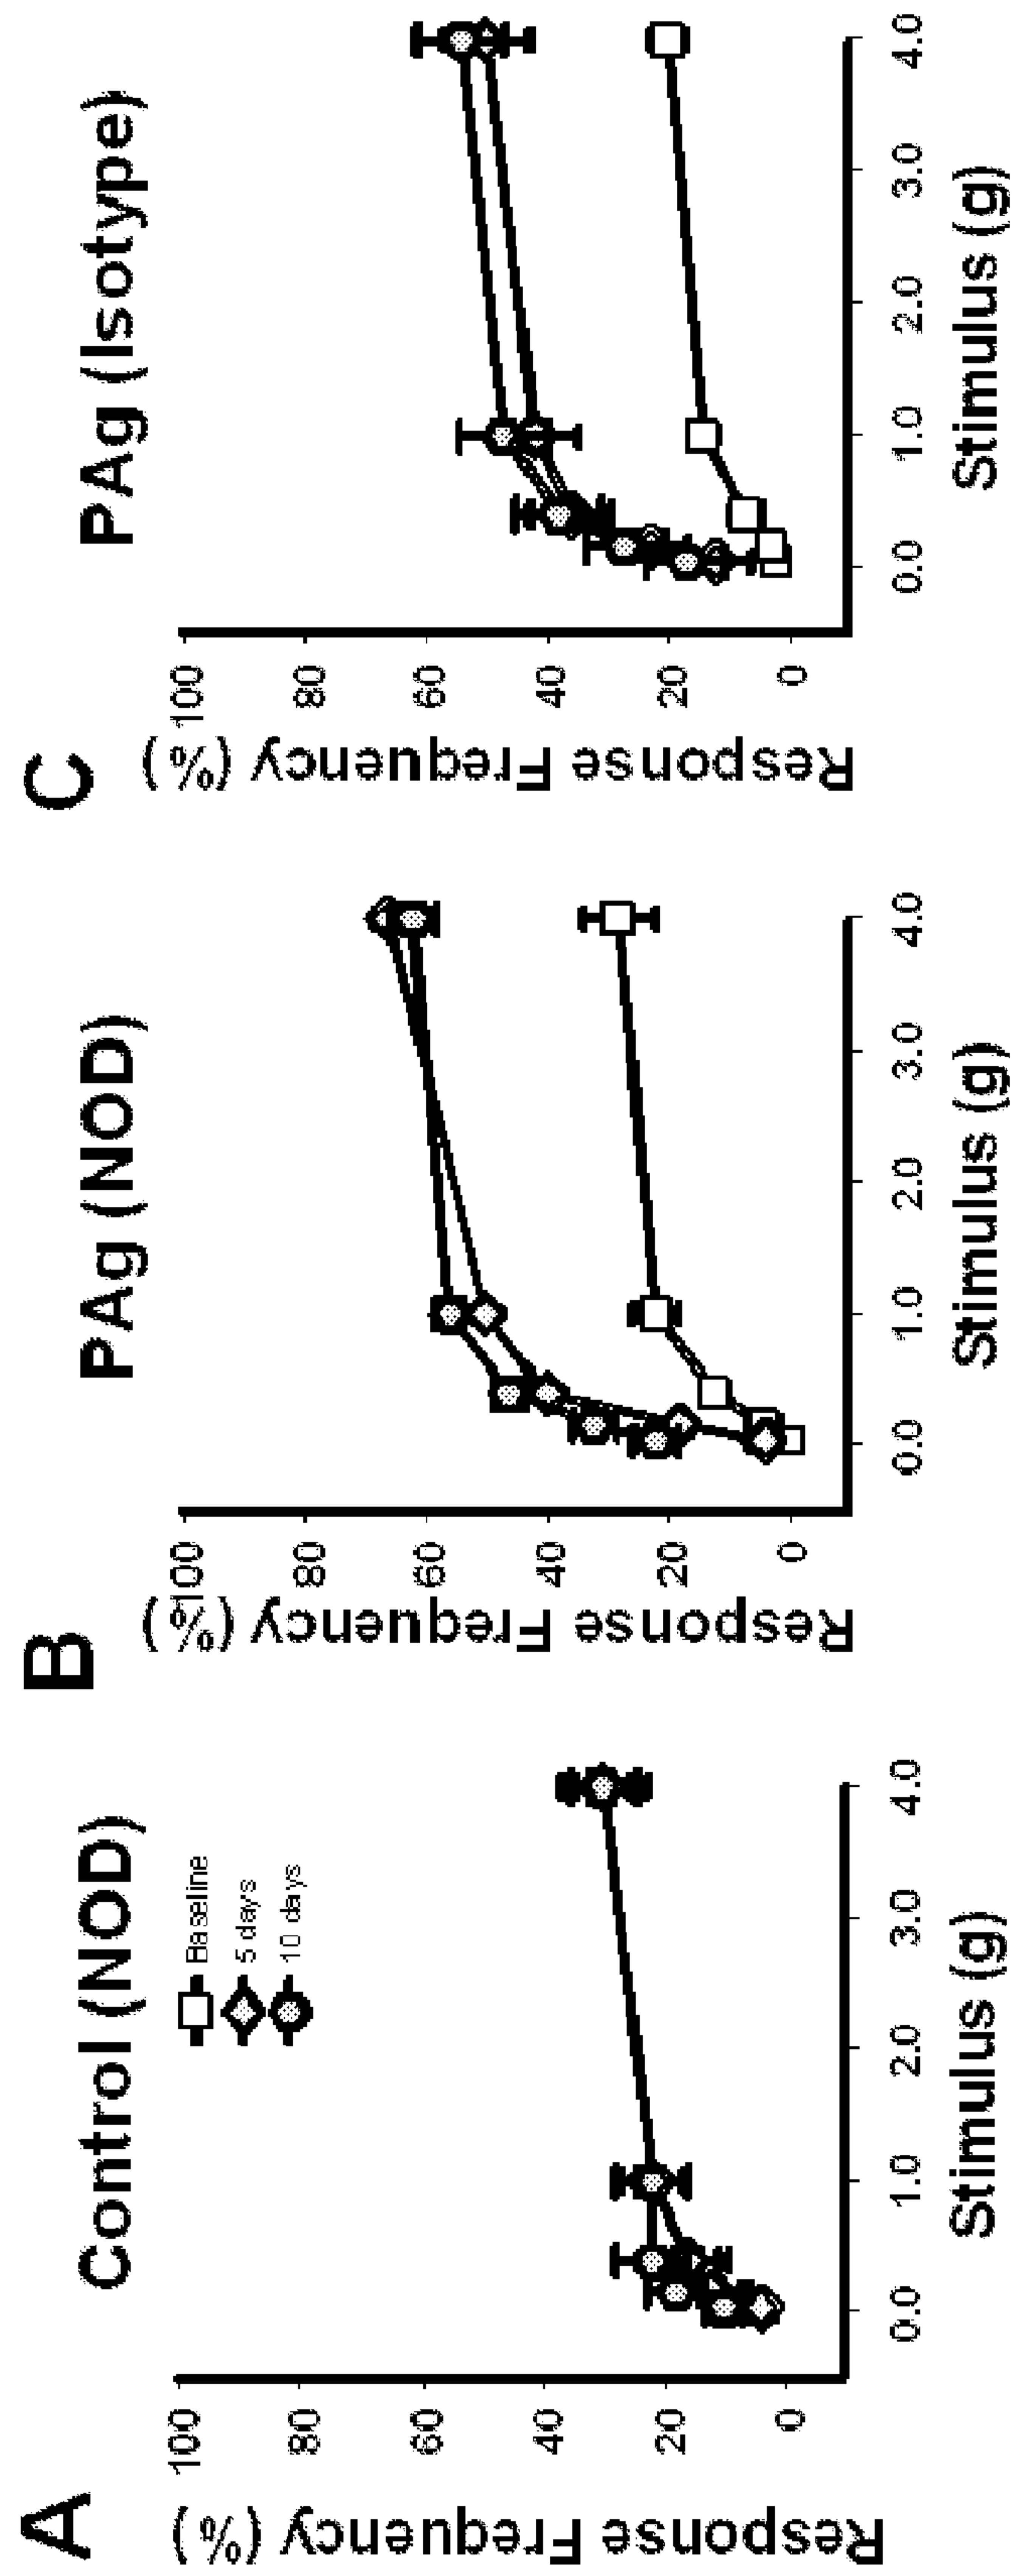 A
Control (NOD)
Response Frequency (%)
100
80
60
40
20
0
Baseline
5 days
10 days
0.0 1.0 2.0 3.0 4.0
Stimulus (g)
B
PAg (NOD)
Response Frequency (%)
100
80
60
40
20
0
0.0 1.0 2.0 3.0 4.0
Stimulus (g)
C
PAg (Isotype)
Response Frequency (%)
100
80
60
40
20
0
0.0 1.0 2.0 3.0 4.0
Stimulus (g)